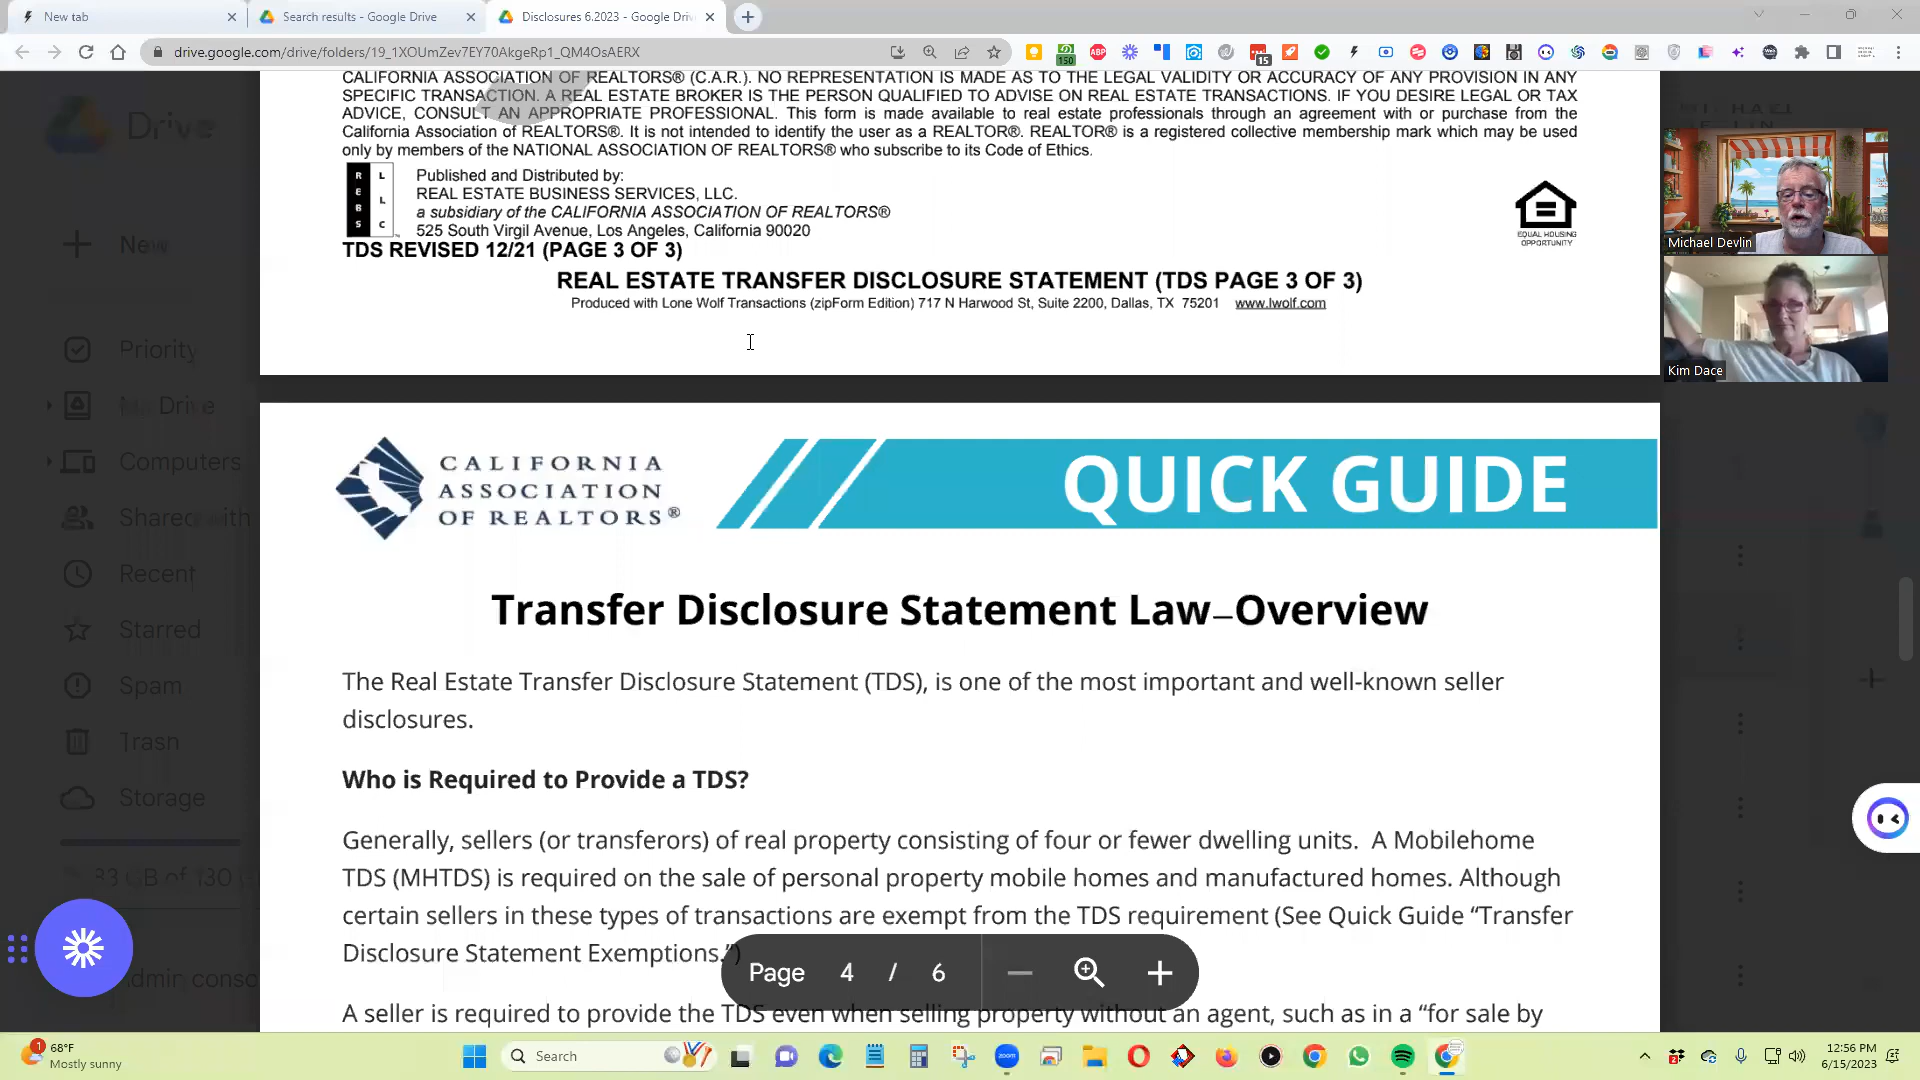 New tab
Search results - Google Drive
Disclosures 6.2023 - Google Dri
drive.google.com/drive/folders/19_1XOUmZev7EY70AkgeRp1_QM4OsAERX
150
ABP
15
CALIFORNIA ASSOCIATION OF REALTORS® (C.A.R.). NO REPRESENTATION IS MADE AS TO THE LEGAL VALIDITY OR ACCURACY OF ANY PROVISION IN ANY
SPECIFIC TRANSACTION. A REAL ESTATE BROKER IS THE PERSON QUALIFIED TO ADVISE ON REAL ESTATE TRANSACTIONS. IF YOU DESIRE LEGAL OR TAX
ADVICE, CONSULT AN APPROPRIATE PROFESSIONAL. This form is made available to real estate professionals through an agreement with or purchase from the
California Association of REALTORS®. It is not intended to identify the user as a REALTOR®. REALTOR® is a registered collective membership mark which may be used
only by members of the NATIONAL ASSOCIATION OF REALTORS® who subscribe to its Code of Ethics.
R E B S L L C
Published and Distributed by:
REAL ESTATE BUSINESS SERVICES, LLC.
a subsidiary of the CALIFORNIA ASSOCIATION OF REALTORS®
525 South Virgil Avenue, Los Angeles, California 90020
EQUAL HOUSING
OPPORTUNITY
TDS REVISED 12/21 (PAGE 3 OF 3)
REAL ESTATE TRANSFER DISCLOSURE STATEMENT (TDS PAGE 3 OF 3)
Produced with Lone Wolf Transactions (zipForm Edition) 717 N Harwood St, Suite 2200, Dallas, TX 75201 www.lwolf.com
Michael Devlin
Kim Dace
Drive
New
Priority
My Drive
Computers
Shared with
Recent
Starred
Spam
Trash
Storage
Admin conso
CALIFORNIA
ASSOCIATION
OF REALTORS®
QUICK GUIDE
Transfer Disclosure Statement Law–Overview
The Real Estate Transfer Disclosure Statement (TDS), is one of the most important and well-known seller
disclosures.
Who is Required to Provide a TDS?
Generally, sellers (or transferors) of real property consisting of four or fewer dwelling units. A Mobilehome
TDS (MHTDS) is required on the sale of personal property mobile homes and manufactured homes. Although
certain sellers in these types of transactions are exempt from the TDS requirement (See Quick Guide “Transfer
Disclosure Statement Exemptions.”)
A seller is required to provide the TDS even when selling property without an agent, such as in a “for sale by
Page 4 / 6
1
68°F
Mostly sunny
Search
zoom
12:56 PM
6/15/2023